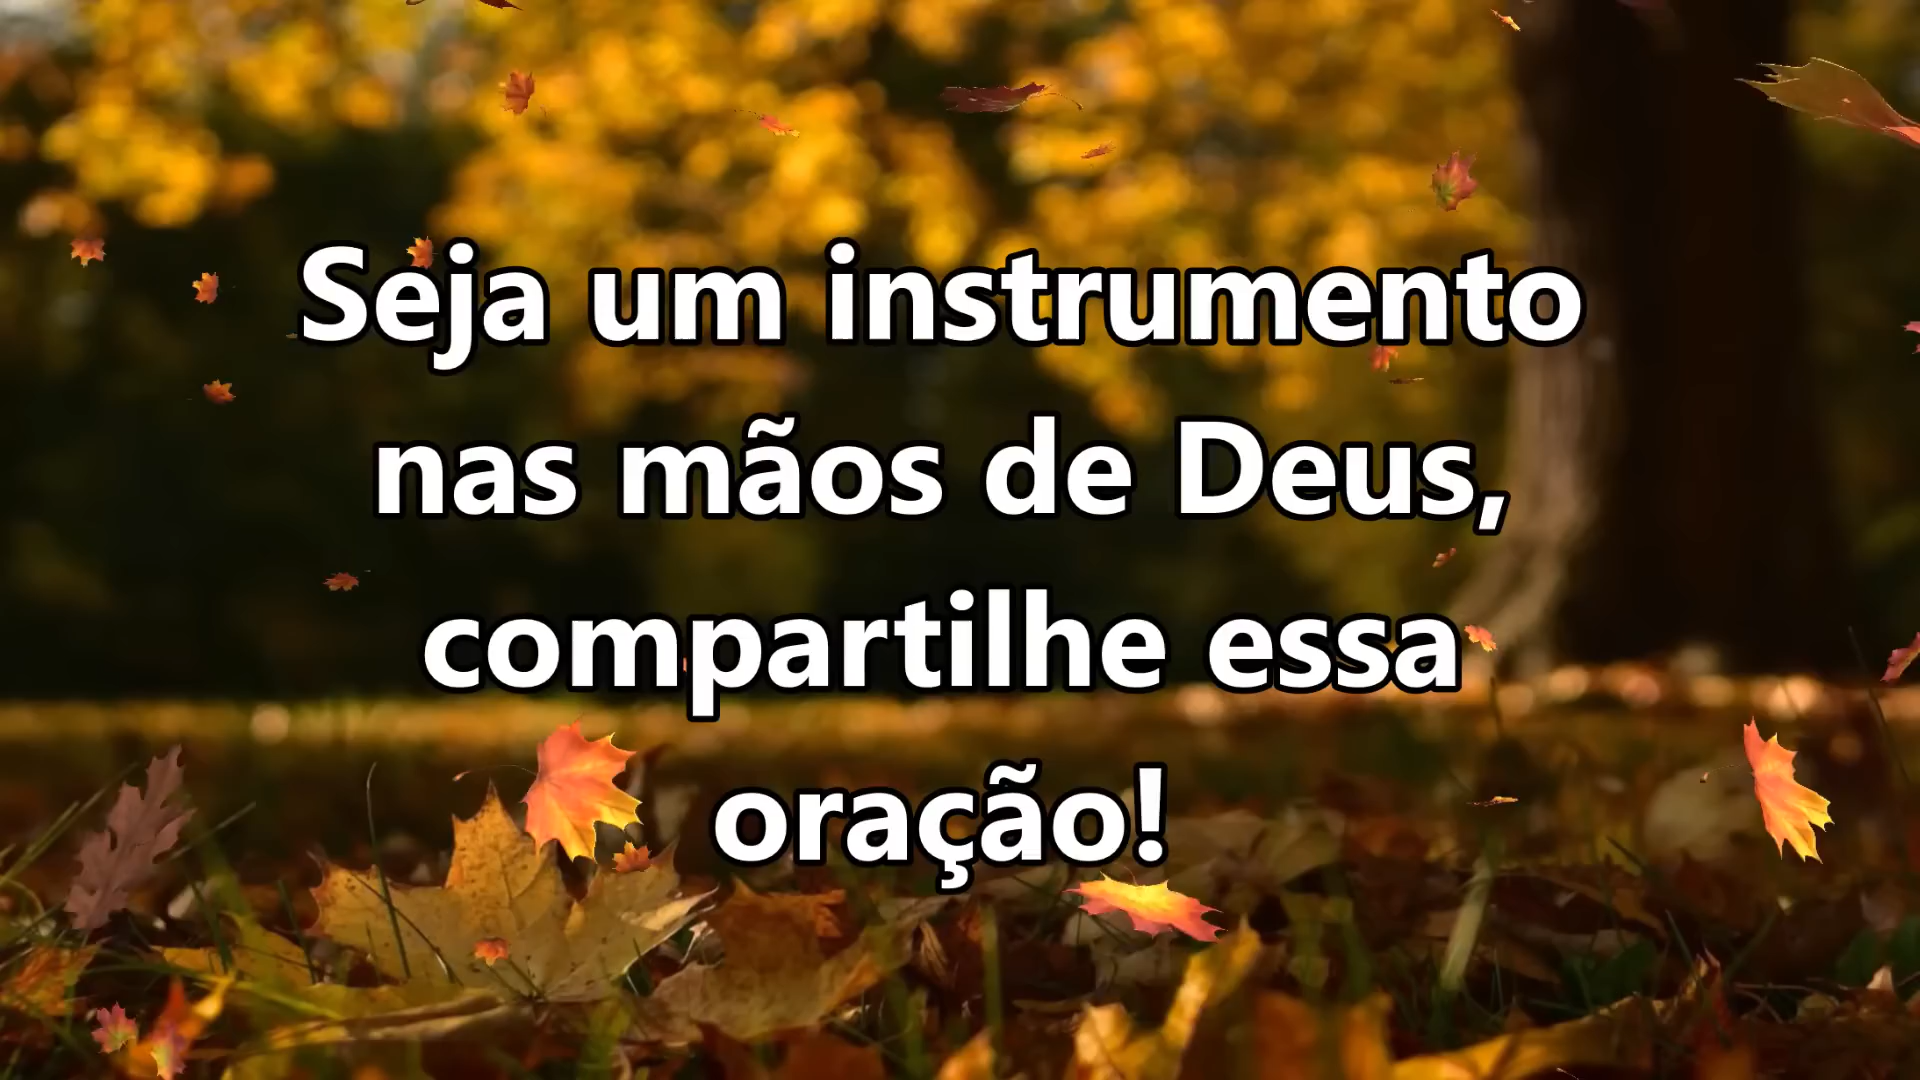 Seja um instrumento
nas mãos de Deus,
compartilhe essa
oração!